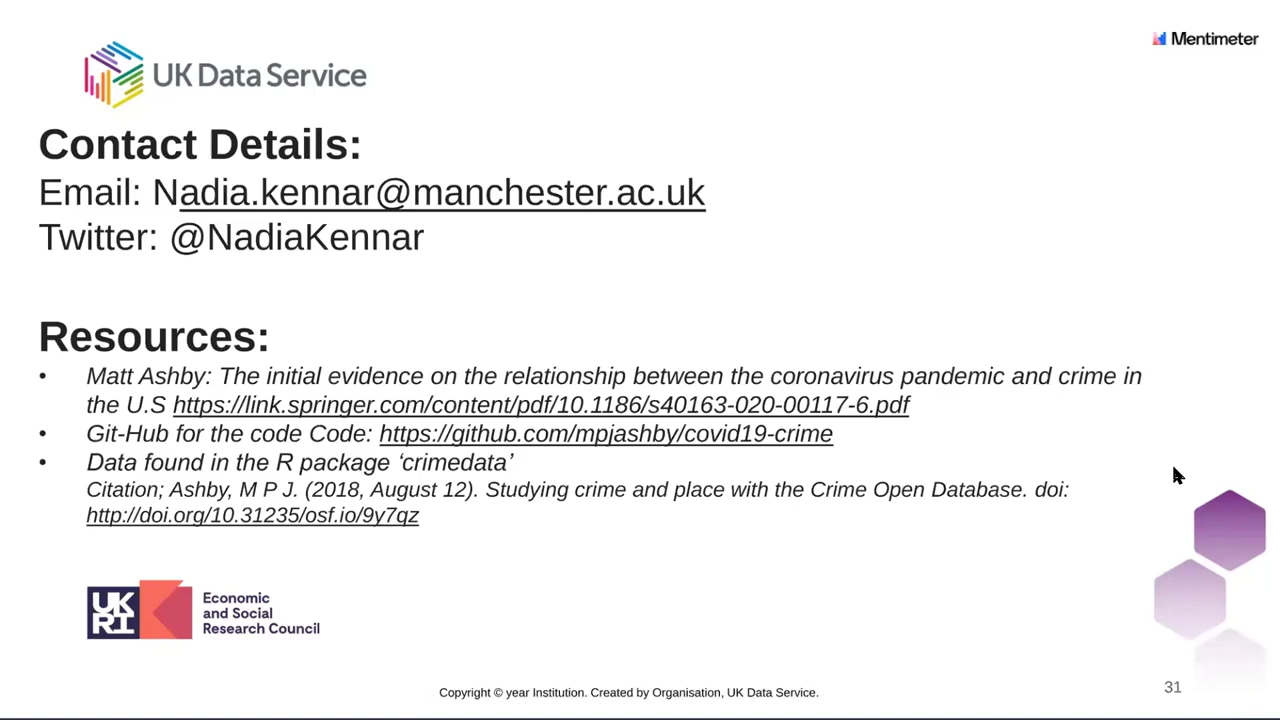 Mentimeter
UK Data Service
Contact Details:
Email: Nadia.kennar@manchester.ac.uk
Twitter: @NadiaKennar
Resources:
• Matt Ashby: The initial evidence on the relationship between the coronavirus pandemic and crime in
the U.S https://link.springer.com/content/pdf/10.1186/s40163-020-00117-6.pdf
• Git-Hub for the code Code: https://github.com/mpjashby/covid19-crime
• Data found in the R package ‘crimedata’
Citation; Ashby, M P J. (2018, August 12). Studying crime and place with the Crime Open Database. doi:
http://doi.org/10.31235/osf.io/9y7qz
UK
RI
Economic
and Social
Research Council
Copyright © year Institution. Created by Organisation, UK Data Service.
31